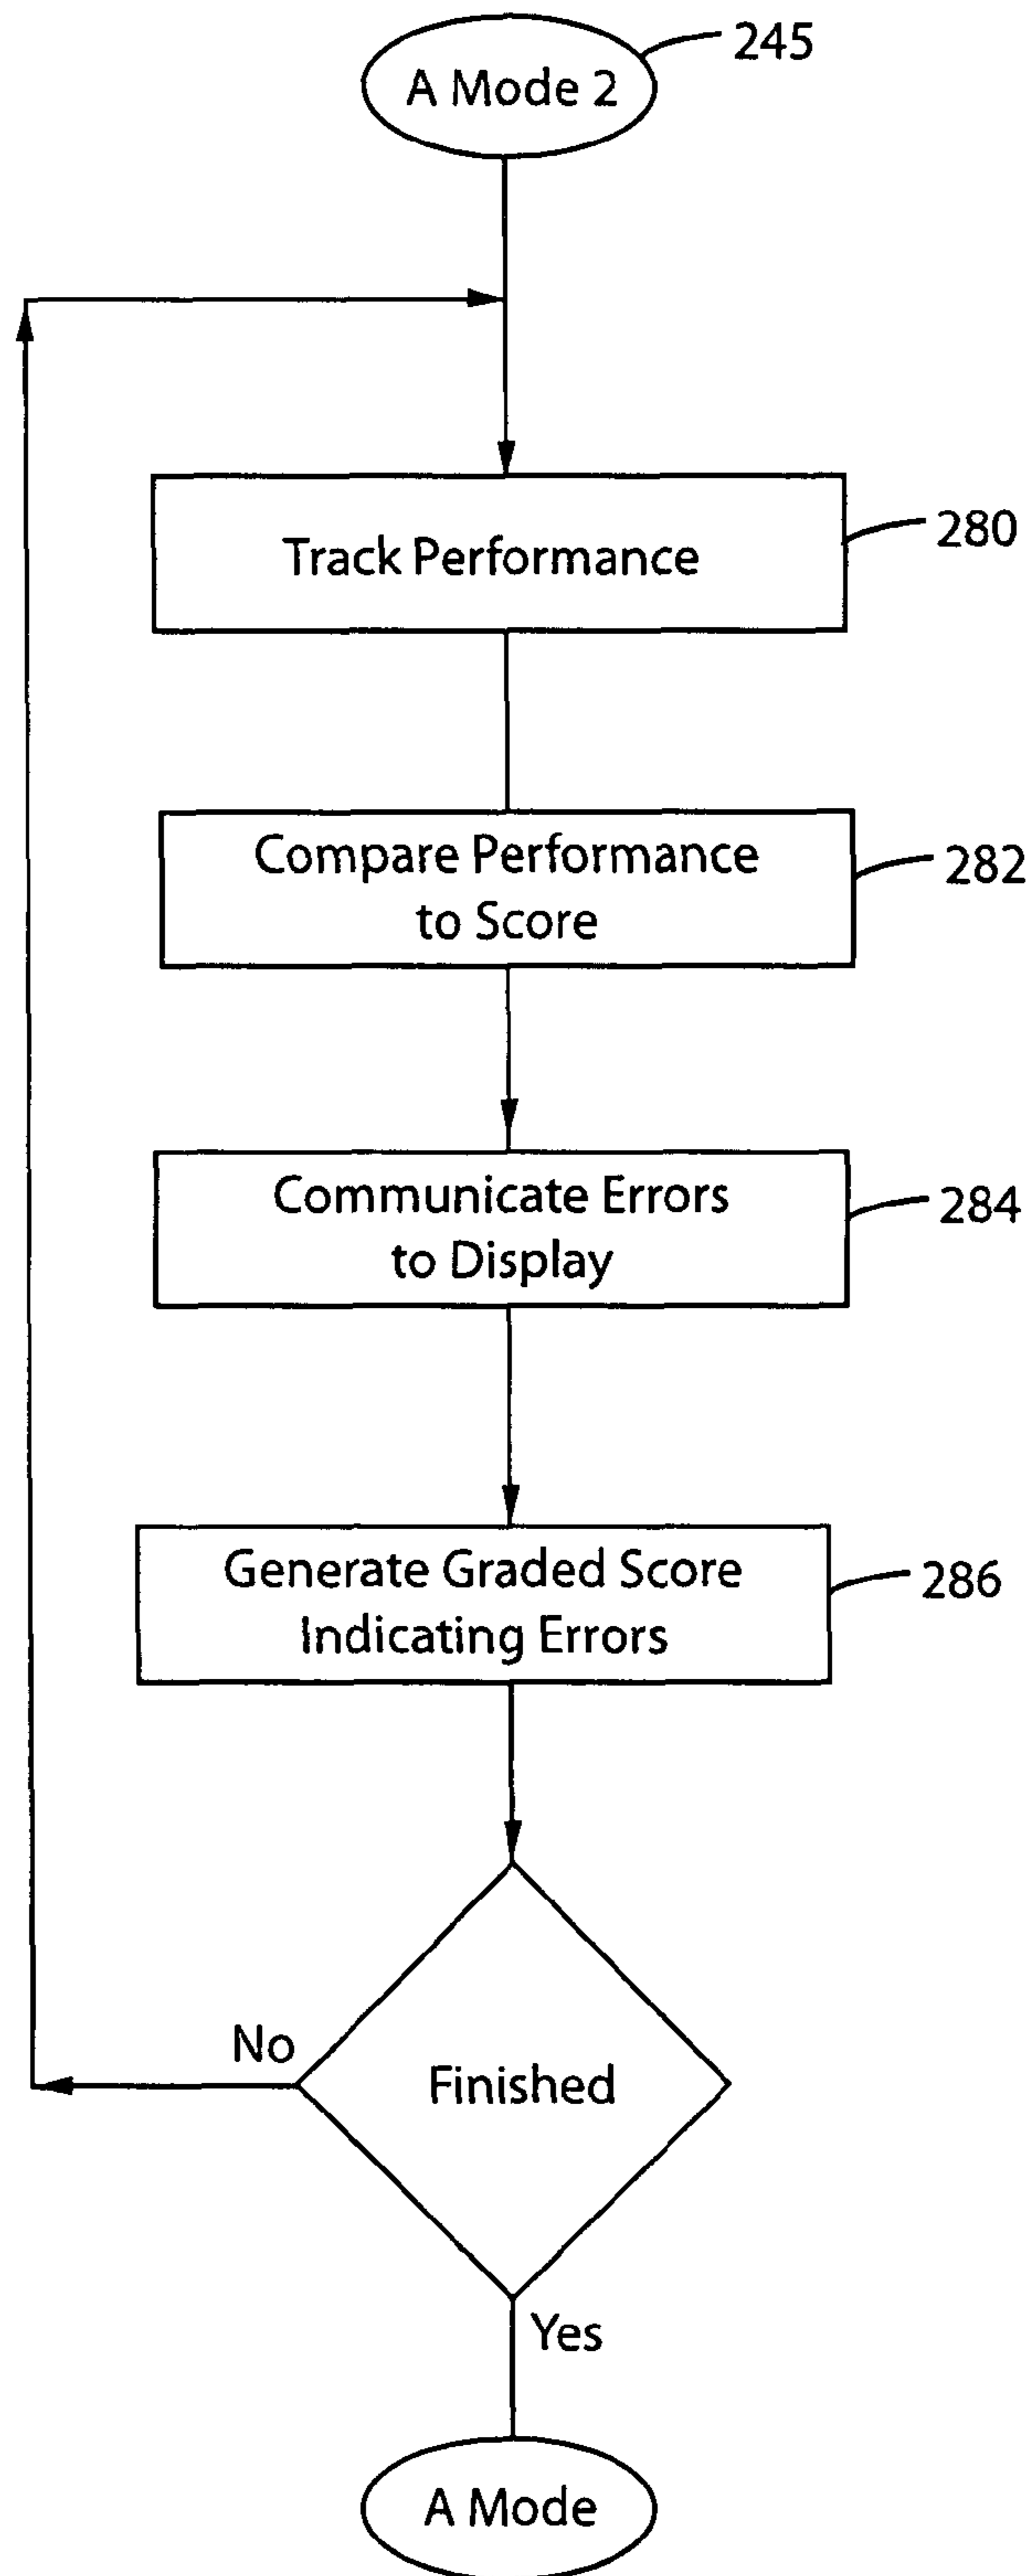 A Mode 2
245
Track Performance
280
Compare Performance
to Score
282
Communicate Errors
to Display
284
Generate Graded Score
Indicating Errors
286
No
Finished
Yes
A Mode